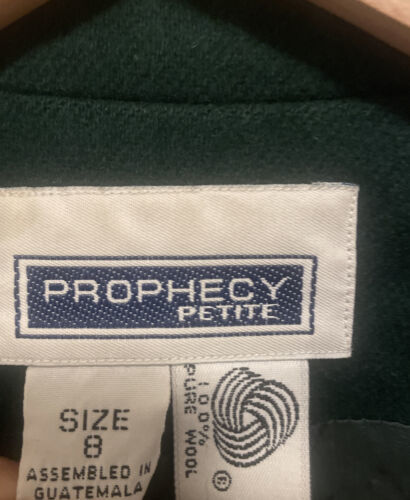 PROPHECY
PETITE
SIZE
8
ASSEMBLED IN
GUATEMALA
100%
PURE WOOL
®